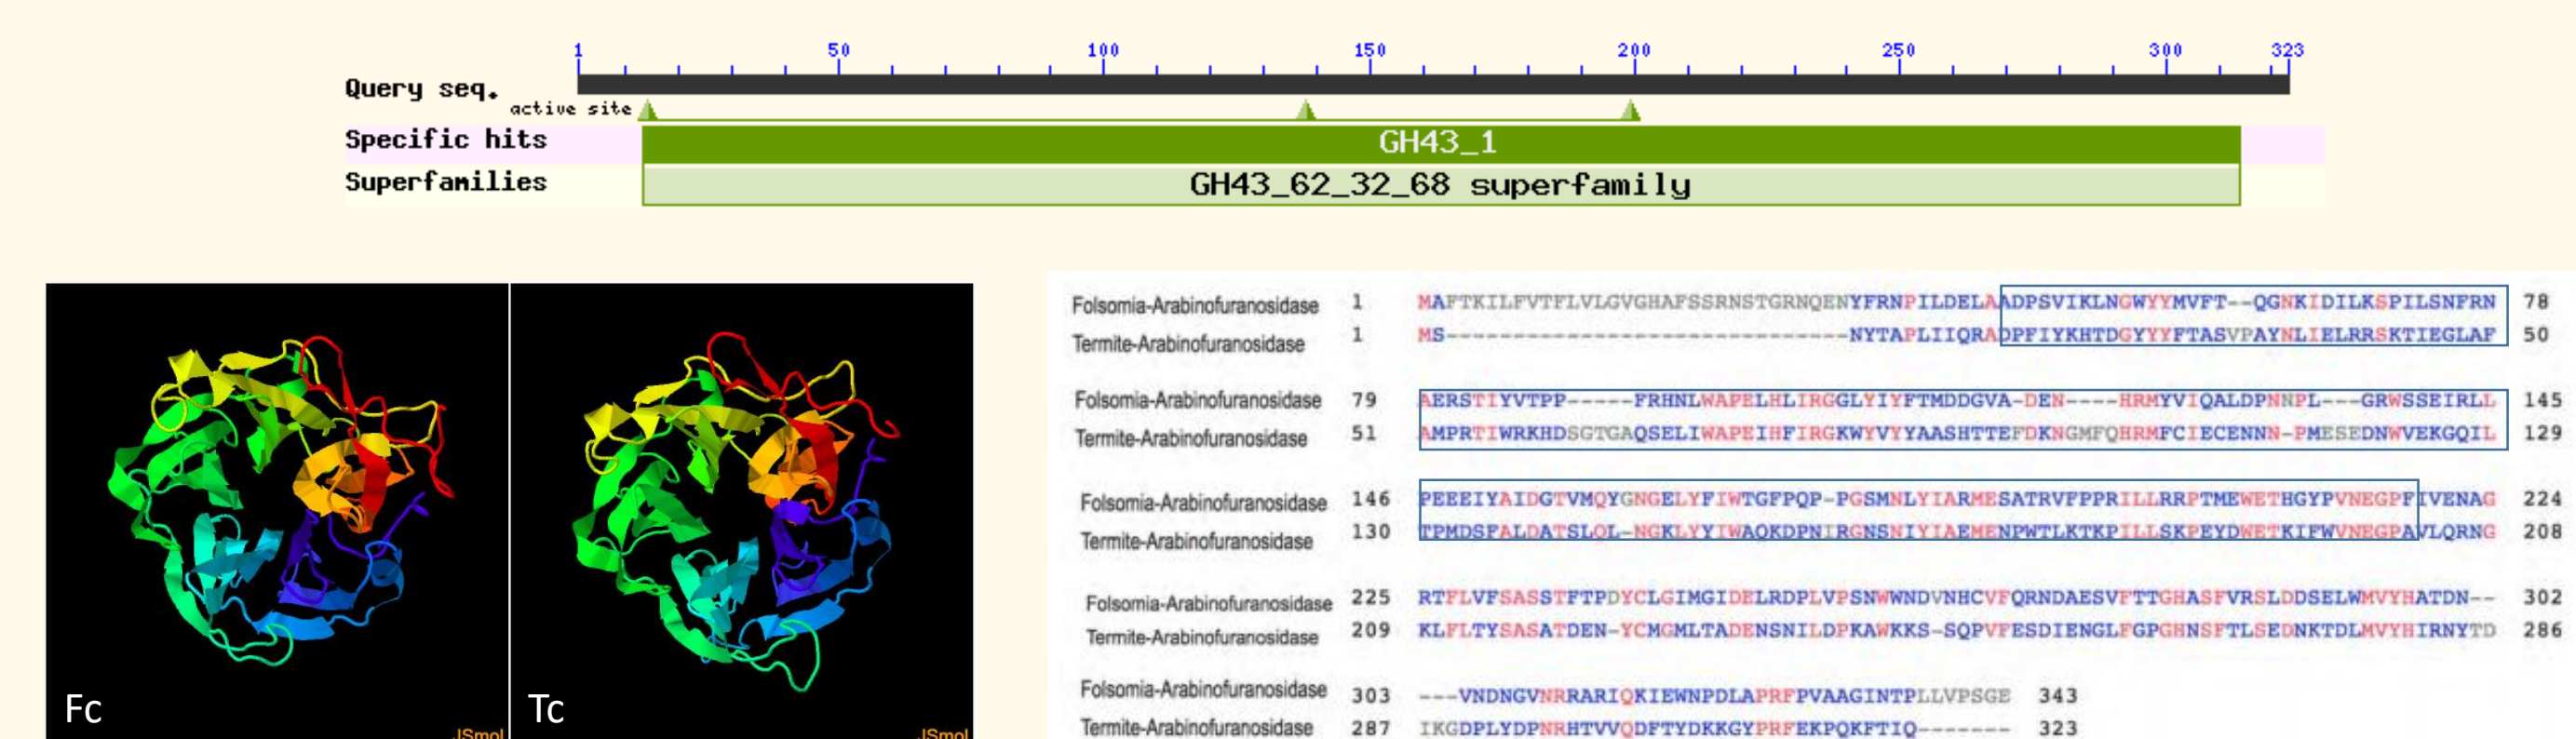 1 50 100 150 200 250 300 323
Query seq.
active site
Specific hits GH43_1
Superfamilies GH43_62_32_68 superfamily
Fc JSmol
Tc JSmol
Folsomia-Arabinofuranosidase 1 MAFTKILFVTFLVLGVGHAFSSRNSTGRNQENYFRNPILDELAADPSVIKLNGWYYMVFT--QGNKIDILKSPILSNFRN 78
Termite-Arabinofuranosidase 1 MS------------------------------NYTAPLIIQRADPFIYKHTDGYYYFTASVPAYNLIELRRSKTIEGLAF 50
Folsomia-Arabinofuranosidase 79 AERSTIYVTPP-----FRHNLWAPELHLIRGGLYIYFTMDDGVA-DEN----HRMYVIQALDPNNNPL---GRWSSEIRLL 145
Termite-Arabinofuranosidase 51 AMPRTIWRKHDSGTGAQSELIWAPEIHFIRGKWYVYYAASHTTEFDKNGMFQHRMFCIECENNN-PMESEDNWVEKGQIL 129
Folsomia-Arabinofuranosidase 146 PEEEIYAIDGTVMQYGNGELYFIWTGFPQP-PGSMNLYIARMESATRVFPPRILLRRPTMEWETHGYPVNEGPFIVENAG 224
Termite-Arabinofuranosidase 130 TPMDSFALDATSLQL-NGKLYYIWAQKDPNIRGNSNIYIAEMENPWTLKTKPILLSKPEYDWETKIFWVNEGPAVLQRNG 208
Folsomia-Arabinofuranosidase 225 RTFLVFSASSTFTPDYCLGIMGIDELRDPLVPSNWWNDVNHCVFQRNDAESVFTTGHASFVRSLDDSELWMVYHATDN-- 302
Termite-Arabinofuranosidase 209 KLFLTYSASATDEN-YCMGMLTADENSNILDPKAWKKS-SQPVFESDIENGLFGPGHNSFTLSEDNKTDLMVYHIRNYTD 286
Folsomia-Arabinofuranosidase 303 ---VNDNGVNRRARIQKIEWNPDLAPRFPVAAGINTPLLVPSGE 343
Termite-Arabinofuranosidase 287 IKGDPLYDPNRHTVVQDFTYDKKGYPRFEKPQKFTIQ------- 323